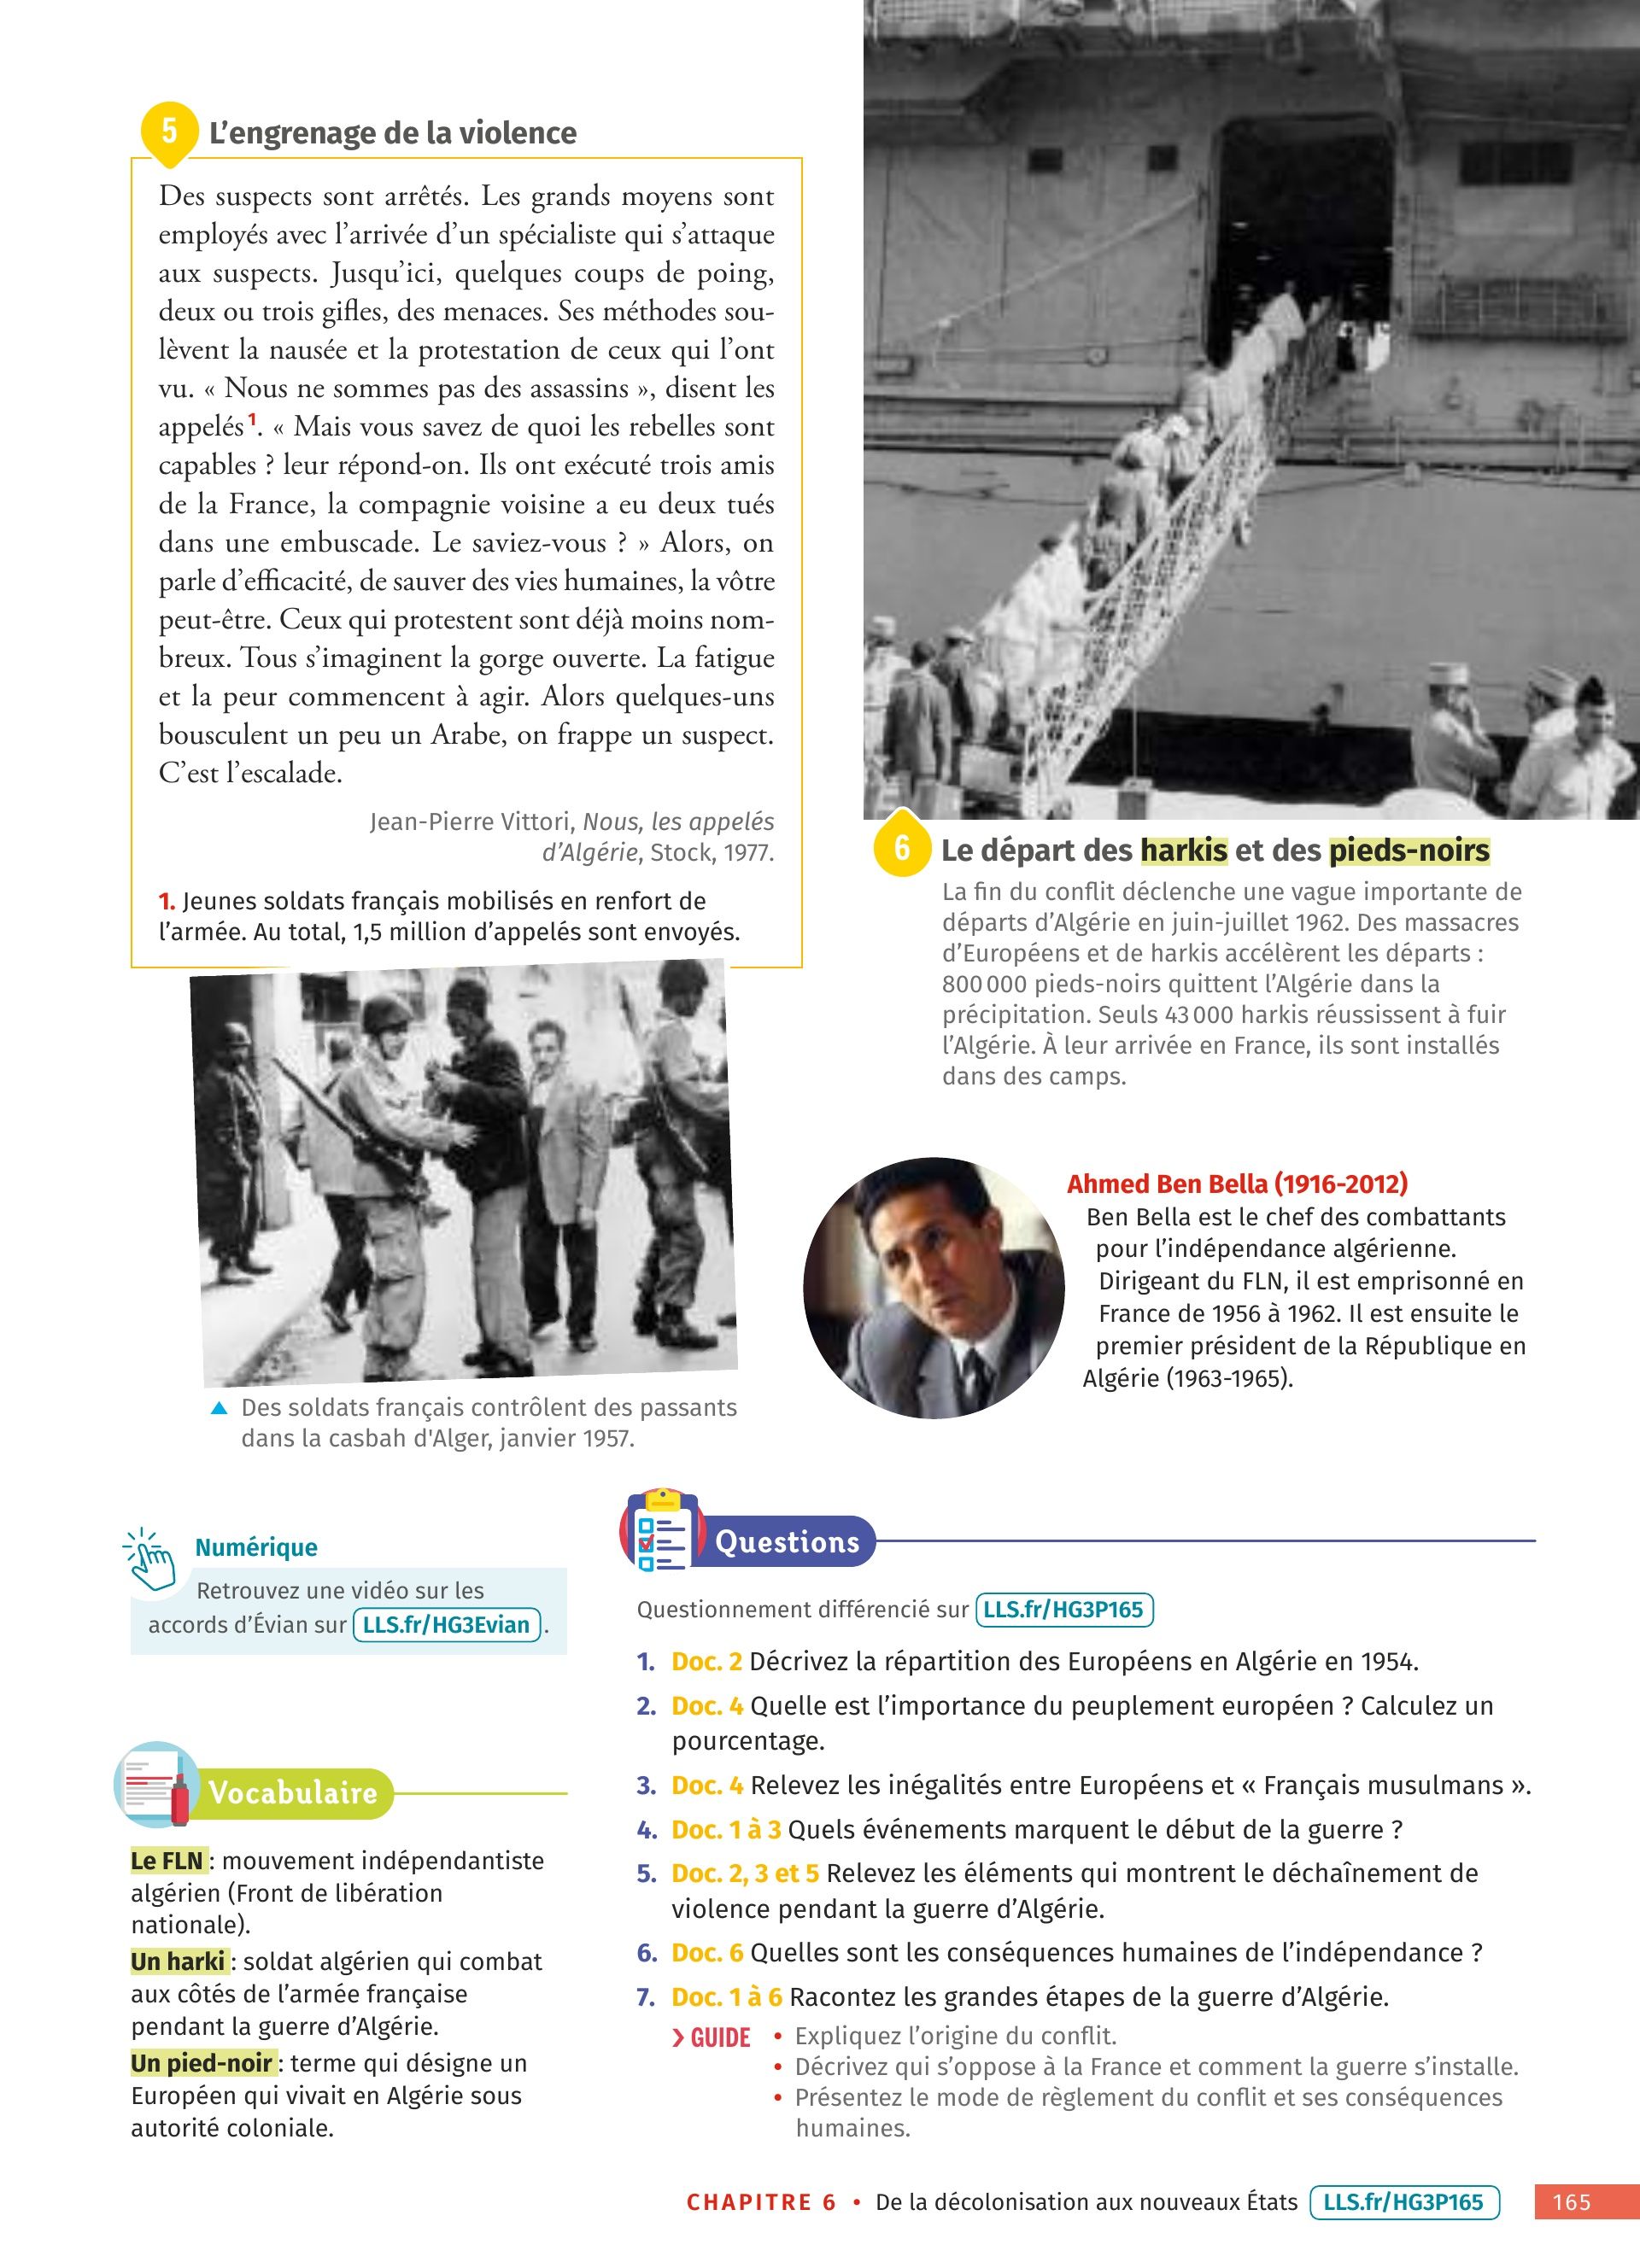 5 L’engrenage de la violence
Des suspects sont arrêtés. Les grands moyens sont
employés avec l’arrivée d’un spécialiste qui s’attaque
aux suspects. Jusqu’ici, quelques coups de poing,
deux ou trois gifles, des menaces. Ses méthodes sou-
lèvent la nausée et la protestation de ceux qui l’ont
vu. « Nous ne sommes pas des assassins », disent les
appelés1. « Mais vous savez de quoi les rebelles sont
capables ? leur répond-on. Ils ont exécuté trois amis
de la France, la compagnie voisine a eu deux tués
dans une embuscade. Le saviez-vous ? » Alors, on
parle d’efficacité, de sauver des vies humaines, la vôtre
peut-être. Ceux qui protestent sont déjà moins nom-
breux. Tous s’imaginent la gorge ouverte. La fatigue
et la peur commencent à agir. Alors quelques-uns
bousculent un peu un Arabe, on frappe un suspect.
C’est l’escalade.
Jean-Pierre Vittori, Nous, les appelés
d’Algérie, Stock, 1977.
1. Jeunes soldats français mobilisés en renfort de
l’armée. Au total, 1,5 million d’appelés sont envoyés.
▲ Des soldats français contrôlent des passants
dans la casbah d'Alger, janvier 1957.
6 Le départ des harkis et des pieds-noirs
La fin du conflit déclenche une vague importante de
départs d’Algérie en juin-juillet 1962. Des massacres
d’Européens et de harkis accélèrent les départs :
800 000 pieds-noirs quittent l’Algérie dans la
précipitation. Seuls 43 000 harkis réussissent à fuir
l’Algérie. À leur arrivée en France, ils sont installés
dans des camps.
Ahmed Ben Bella (1916-2012)
Ben Bella est le chef des combattants
pour l’indépendance algérienne.
Dirigeant du FLN, il est emprisonné en
France de 1956 à 1962. Il est ensuite le
premier président de la République en
Algérie (1963-1965).
Numérique
Retrouvez une vidéo sur les
accords d’Évian sur LLS.fr/HG3Evian .
Vocabulaire
Le FLN : mouvement indépendantiste
algérien (Front de libération
nationale).
Un harki : soldat algérien qui combat
aux côtés de l’armée française
pendant la guerre d’Algérie.
Un pied-noir : terme qui désigne un
Européen qui vivait en Algérie sous
autorité coloniale.
Questions
Questionnement différencié sur LLS.fr/HG3P165
1. Doc. 2 Décrivez la répartition des Européens en Algérie en 1954.
2. Doc. 4 Quelle est l’importance du peuplement européen ? Calculez un
pourcentage.
3. Doc. 4 Relevez les inégalités entre Européens et « Français musulmans ».
4. Doc. 1 à 3 Quels événements marquent le début de la guerre ?
5. Doc. 2, 3 et 5 Relevez les éléments qui montrent le déchaînement de
violence pendant la guerre d’Algérie.
6. Doc. 6 Quelles sont les conséquences humaines de l’indépendance ?
7. Doc. 1 à 6 Racontez les grandes étapes de la guerre d’Algérie.
❯ GUIDE • Expliquez l’origine du conflit.
• Décrivez qui s’oppose à la France et comment la guerre s’installe.
• Présentez le mode de règlement du conflit et ses conséquences
humaines.
CHAPITRE 6 • De la décolonisation aux nouveaux États LLS.fr/HG3P165 165